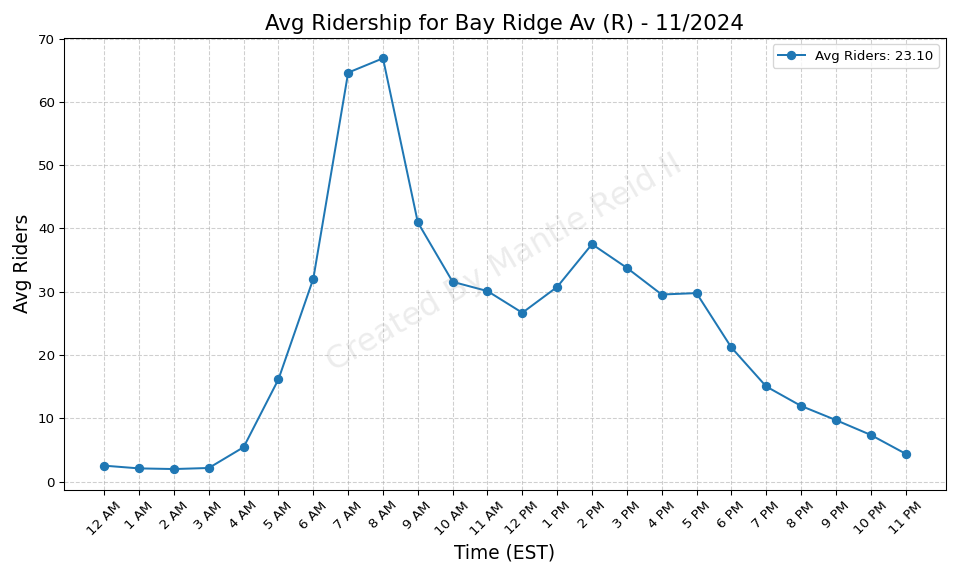 Avg Ridership for Bay Ridge Av (R) - 11/2024
Avg Riders: 23.10
70
60
50
40
30
20
10
0
Avg Riders
Created By Mantie Reid II
12 AM
1 AM
2 AM
3 AM
4 AM
5 AM
6 AM
7 AM
8 AM
9 AM
10 AM
11 AM
12 PM
1 PM
2 PM
3 PM
4 PM
5 PM
6 PM
7 PM
8 PM
9 PM
10 PM
11 PM
Time (EST)